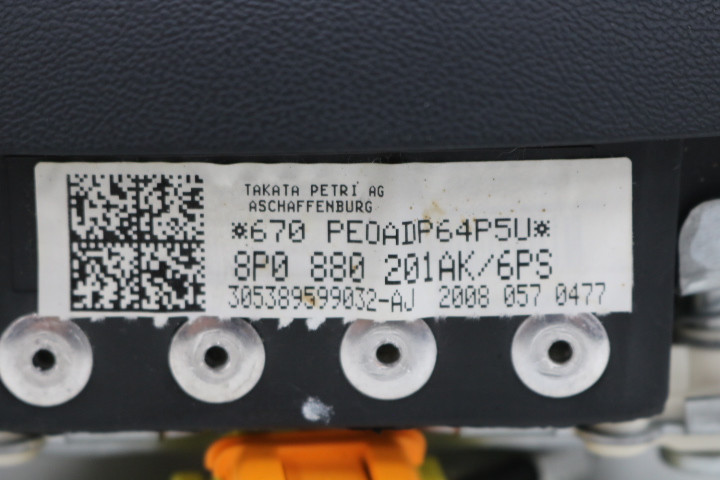 TAKATA PETRI AG
ASCHAFFENBURG
*670 PEOADP64P5U*
8P0 880 201AK/6PS
305389599032-AJ 2008 057 0477